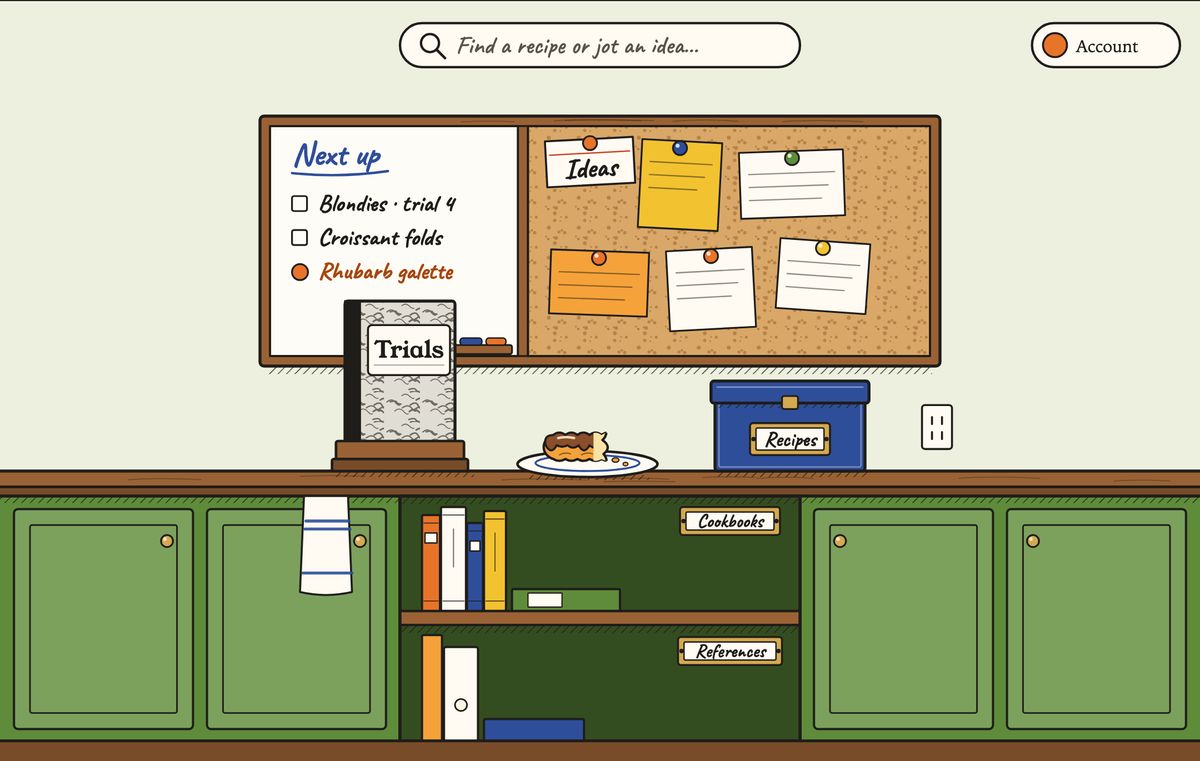 Find a recipe or jot an idea...
Account
Next up
Blondies · trial 4
Croissant folds
Rhubarb galette
Ideas
Trials
Recipes
Cookbooks
References